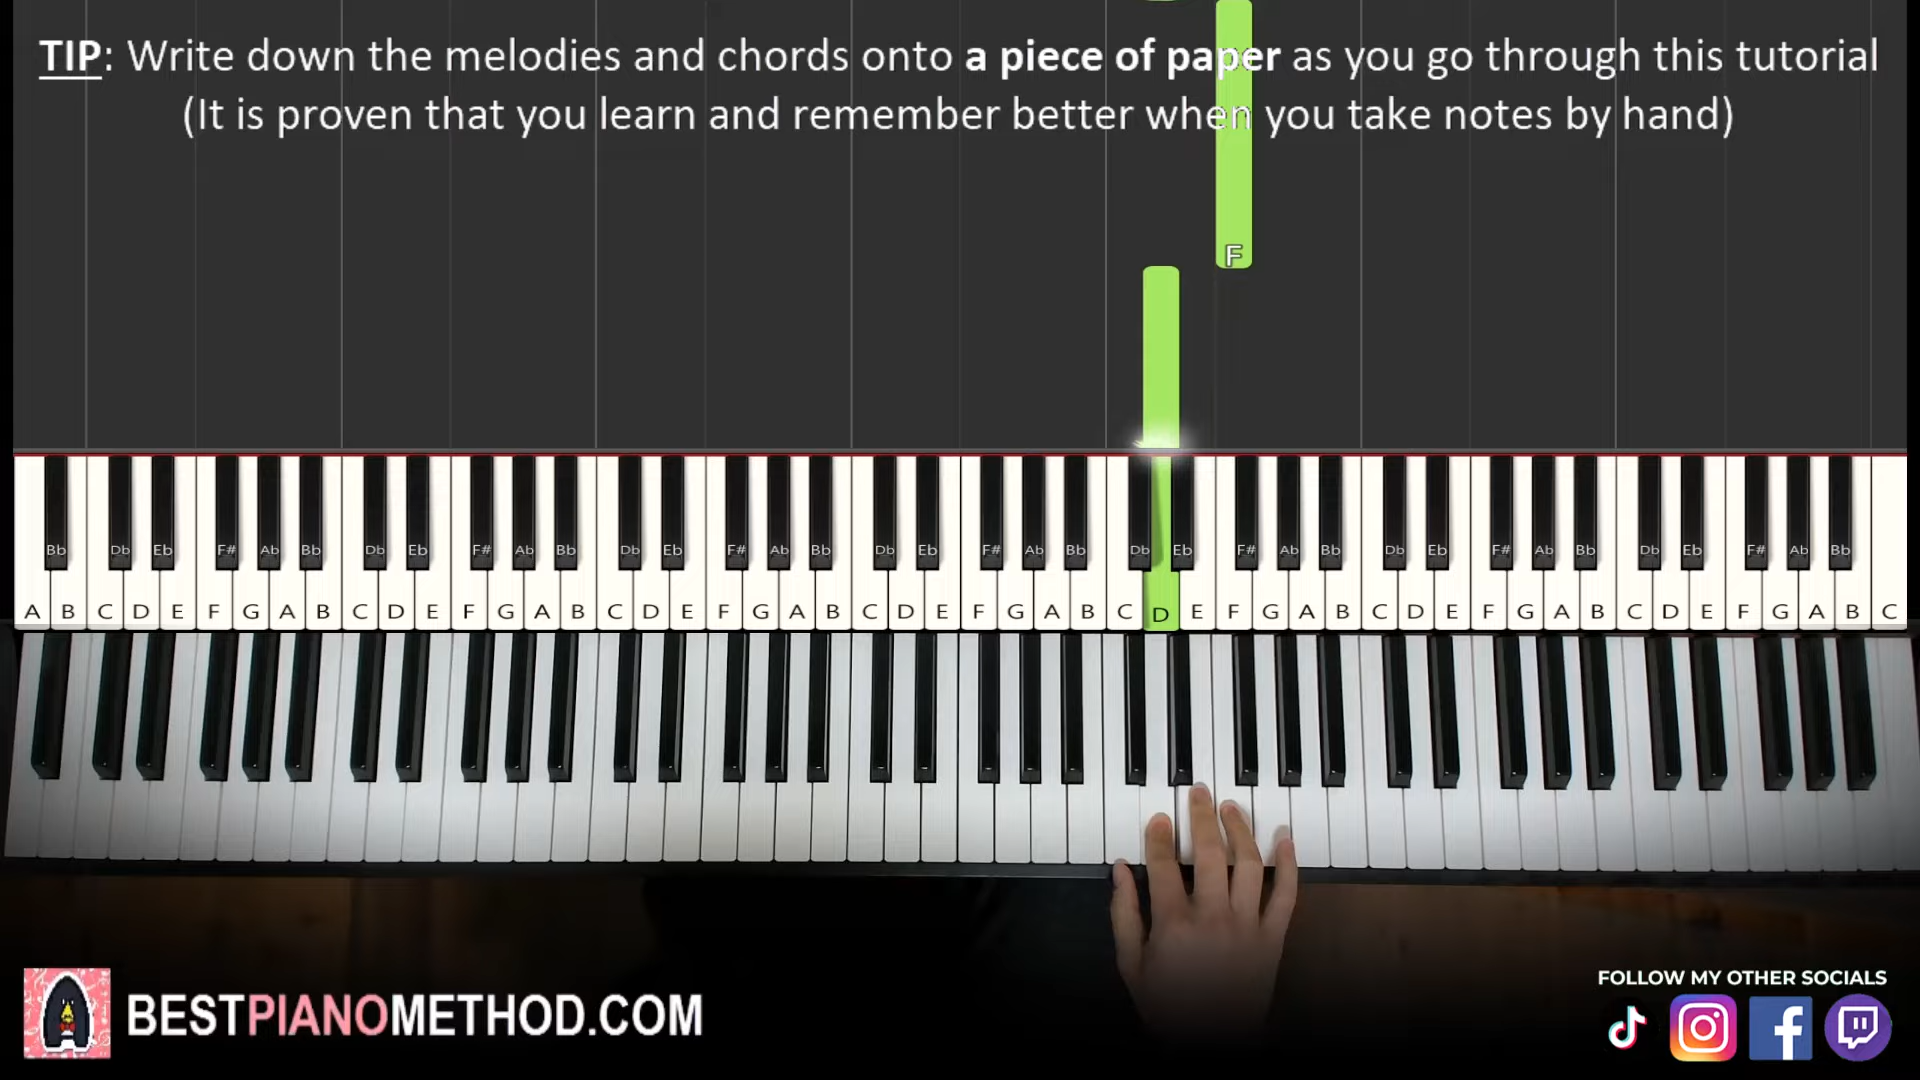 TIP: Write down the melodies and chords onto a piece of paper as you go through this tutorial
(It is proven that you learn and remember better when you take notes by hand)
F
Bb Db Eb F# Ab Bb Db Eb F# Ab Bb Db Eb F# Ab Bb Db Eb F# Ab Bb Db Eb F# Ab Bb Db Eb F# Ab Bb Db Eb F# Ab Bb
A B C D E F G A B C D E F G A B C D E F G A B C D E F G A B C D E F G A B C D E F G A B C D E F G A B C
FOLLOW MY OTHER SOCIALS
BESTPIANOMETHOD.COM